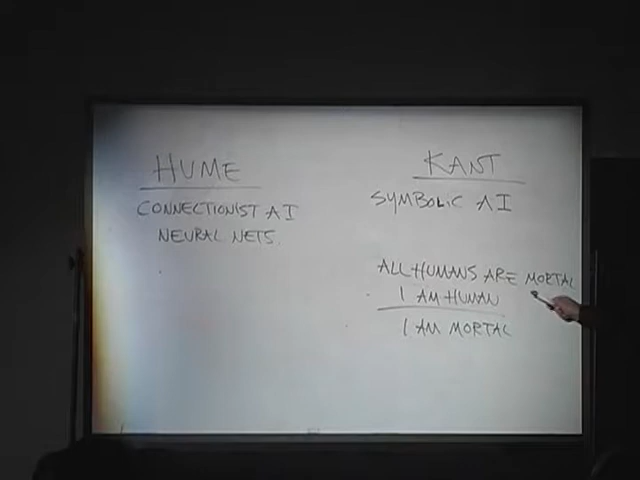 HUME
CONNECTIONIST AI
NEURAL NETS
KANT
SYMBOLIC AI
ALL HUMANS ARE MORTAL
I AM HUMAN
I AM MORTAL